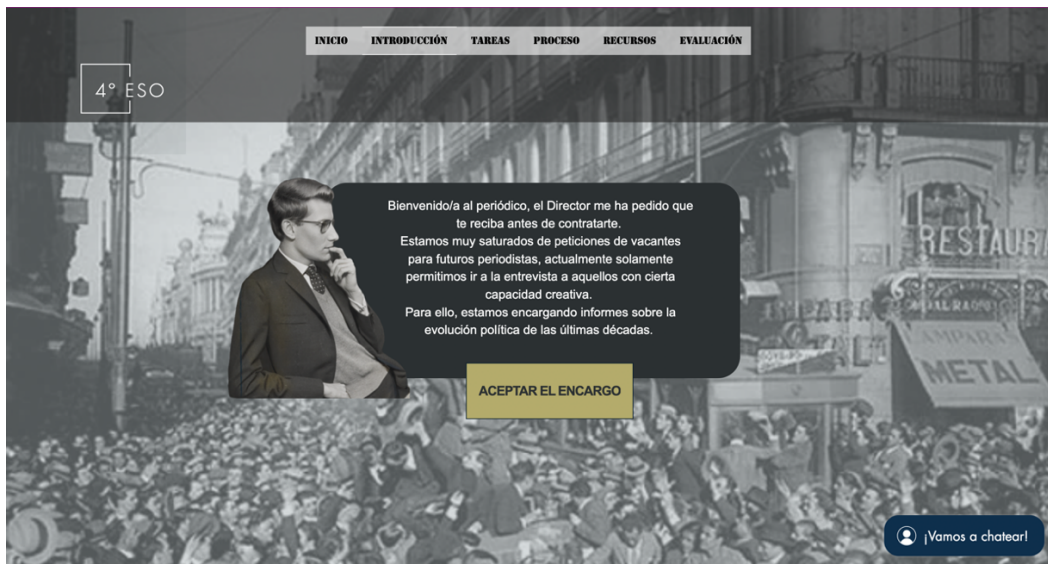 INICIO INTRODUCCIÓN TAREAS PROCESO RECURSOS EVALUACIÓN
4º ESO
Bienvenido/a al periódico, el Director me ha pedido que
te reciba antes de contratarte.
Estamos muy saturados de peticiones de vacantes
para futuros periodistas, actualmente solamente
permitimos ir a la entrevista a aquellos con cierta
capacidad creativa.
Para ello, estamos encargando informes sobre la
evolución política de las últimas décadas.
ACEPTAR EL ENCARGO
RESTAURA
LAMPARA
METAL
¡Vamos a chatear!